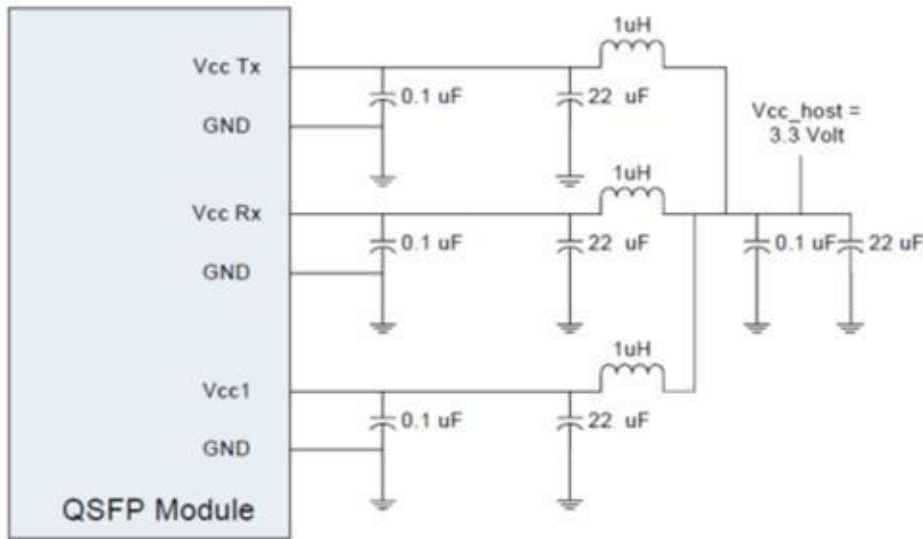 1uH
Vcc Tx
0.1 uF
22 uF
Vcc_host =
3.3 Volt
GND
1uH
Vcc Rx
0.1 uF
22 uF
0.1 uF
22 uF
GND
1uH
Vcc1
0.1 uF
22 uF
GND
QSFP Module